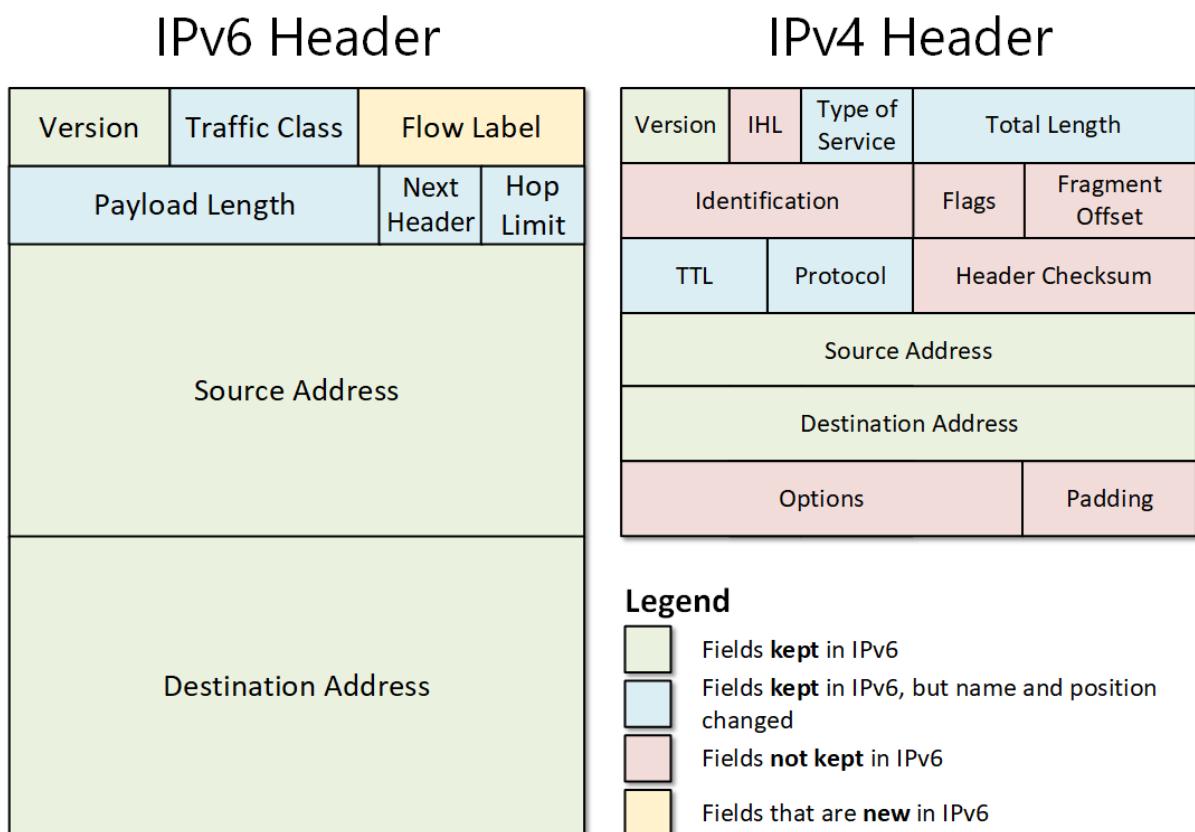 IPv6 Header
Version
Traffic Class
Flow Label
Payload Length
Next
Header
Hop
Limit
Source Address
Destination Address
IPv4 Header
Version
IHL
Type of
Service
Total Length
Identification
Flags
Fragment
Offset
TTL
Protocol
Header Checksum
Source Address
Destination Address
Options
Padding
Legend
Fields kept in IPv6
Fields kept in IPv6, but name and position
changed
Fields not kept in IPv6
Fields that are new in IPv6